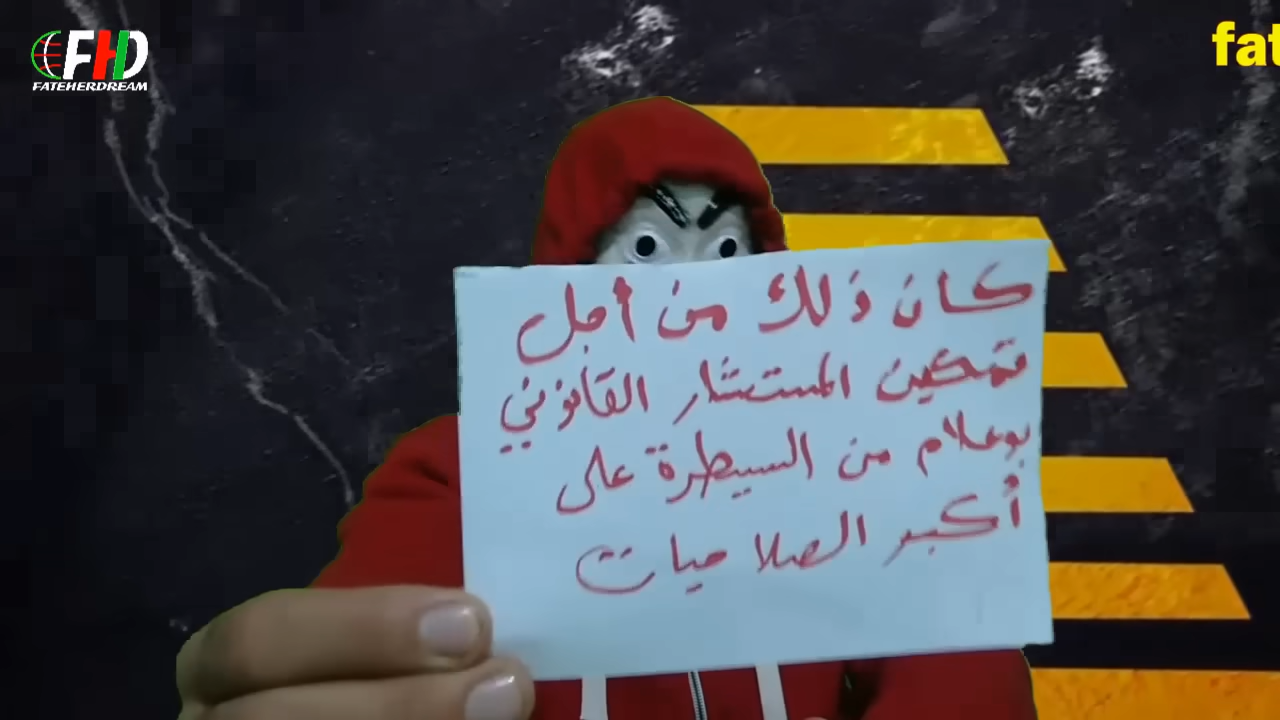 FHD
FATEHERDREAM
fat
كان ذلك من أجل
تمكين المستشار القانوني
بوعلام من السيطرة على
أكبر الصلاحيات